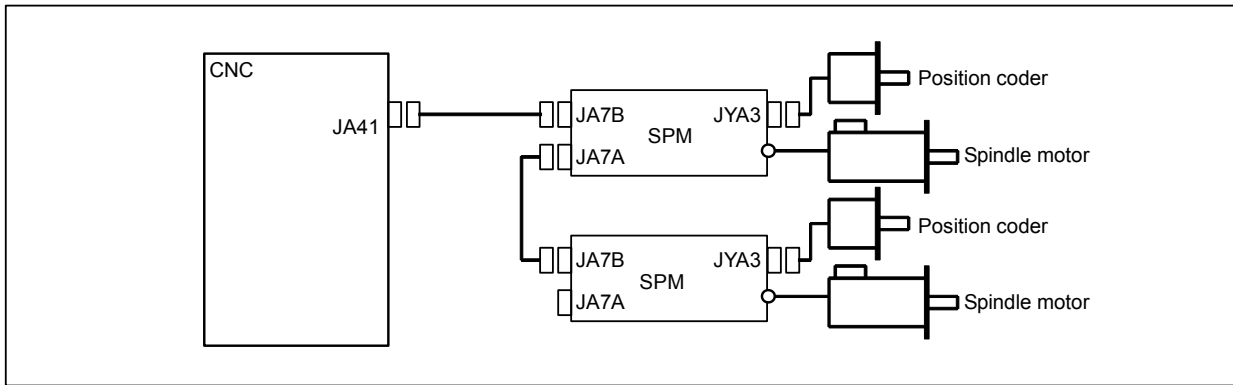 CNC
JA41
JA7B
JYA3
SPM
JA7A
Position coder
Spindle motor
JA7B
JYA3
SPM
JA7A
Position coder
Spindle motor